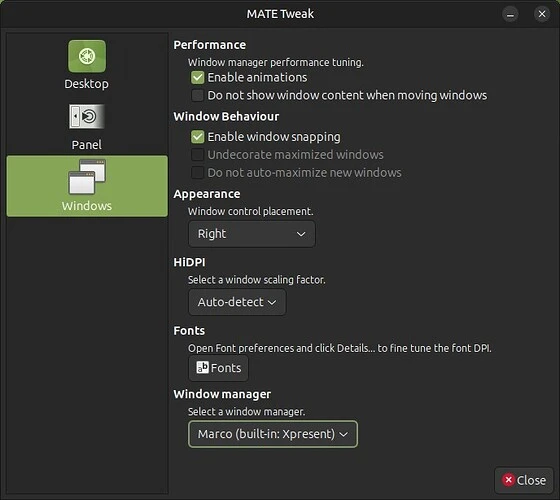 MATE Tweak
Desktop
Panel
Windows
Performance
Window manager performance tuning.
Enable animations
Do not show window content when moving windows
Window Behaviour
Enable window snapping
Undecorate maximized windows
Do not auto-maximize new windows
Appearance
Window control placement.
Right
HiDPI
Select a window scaling factor.
Auto-detect
Fonts
Open Font preferences and click Details... to fine tune the font DPI.
Fonts
Window manager
Select a window manager.
Marco (built-in: Xpresent)
Close